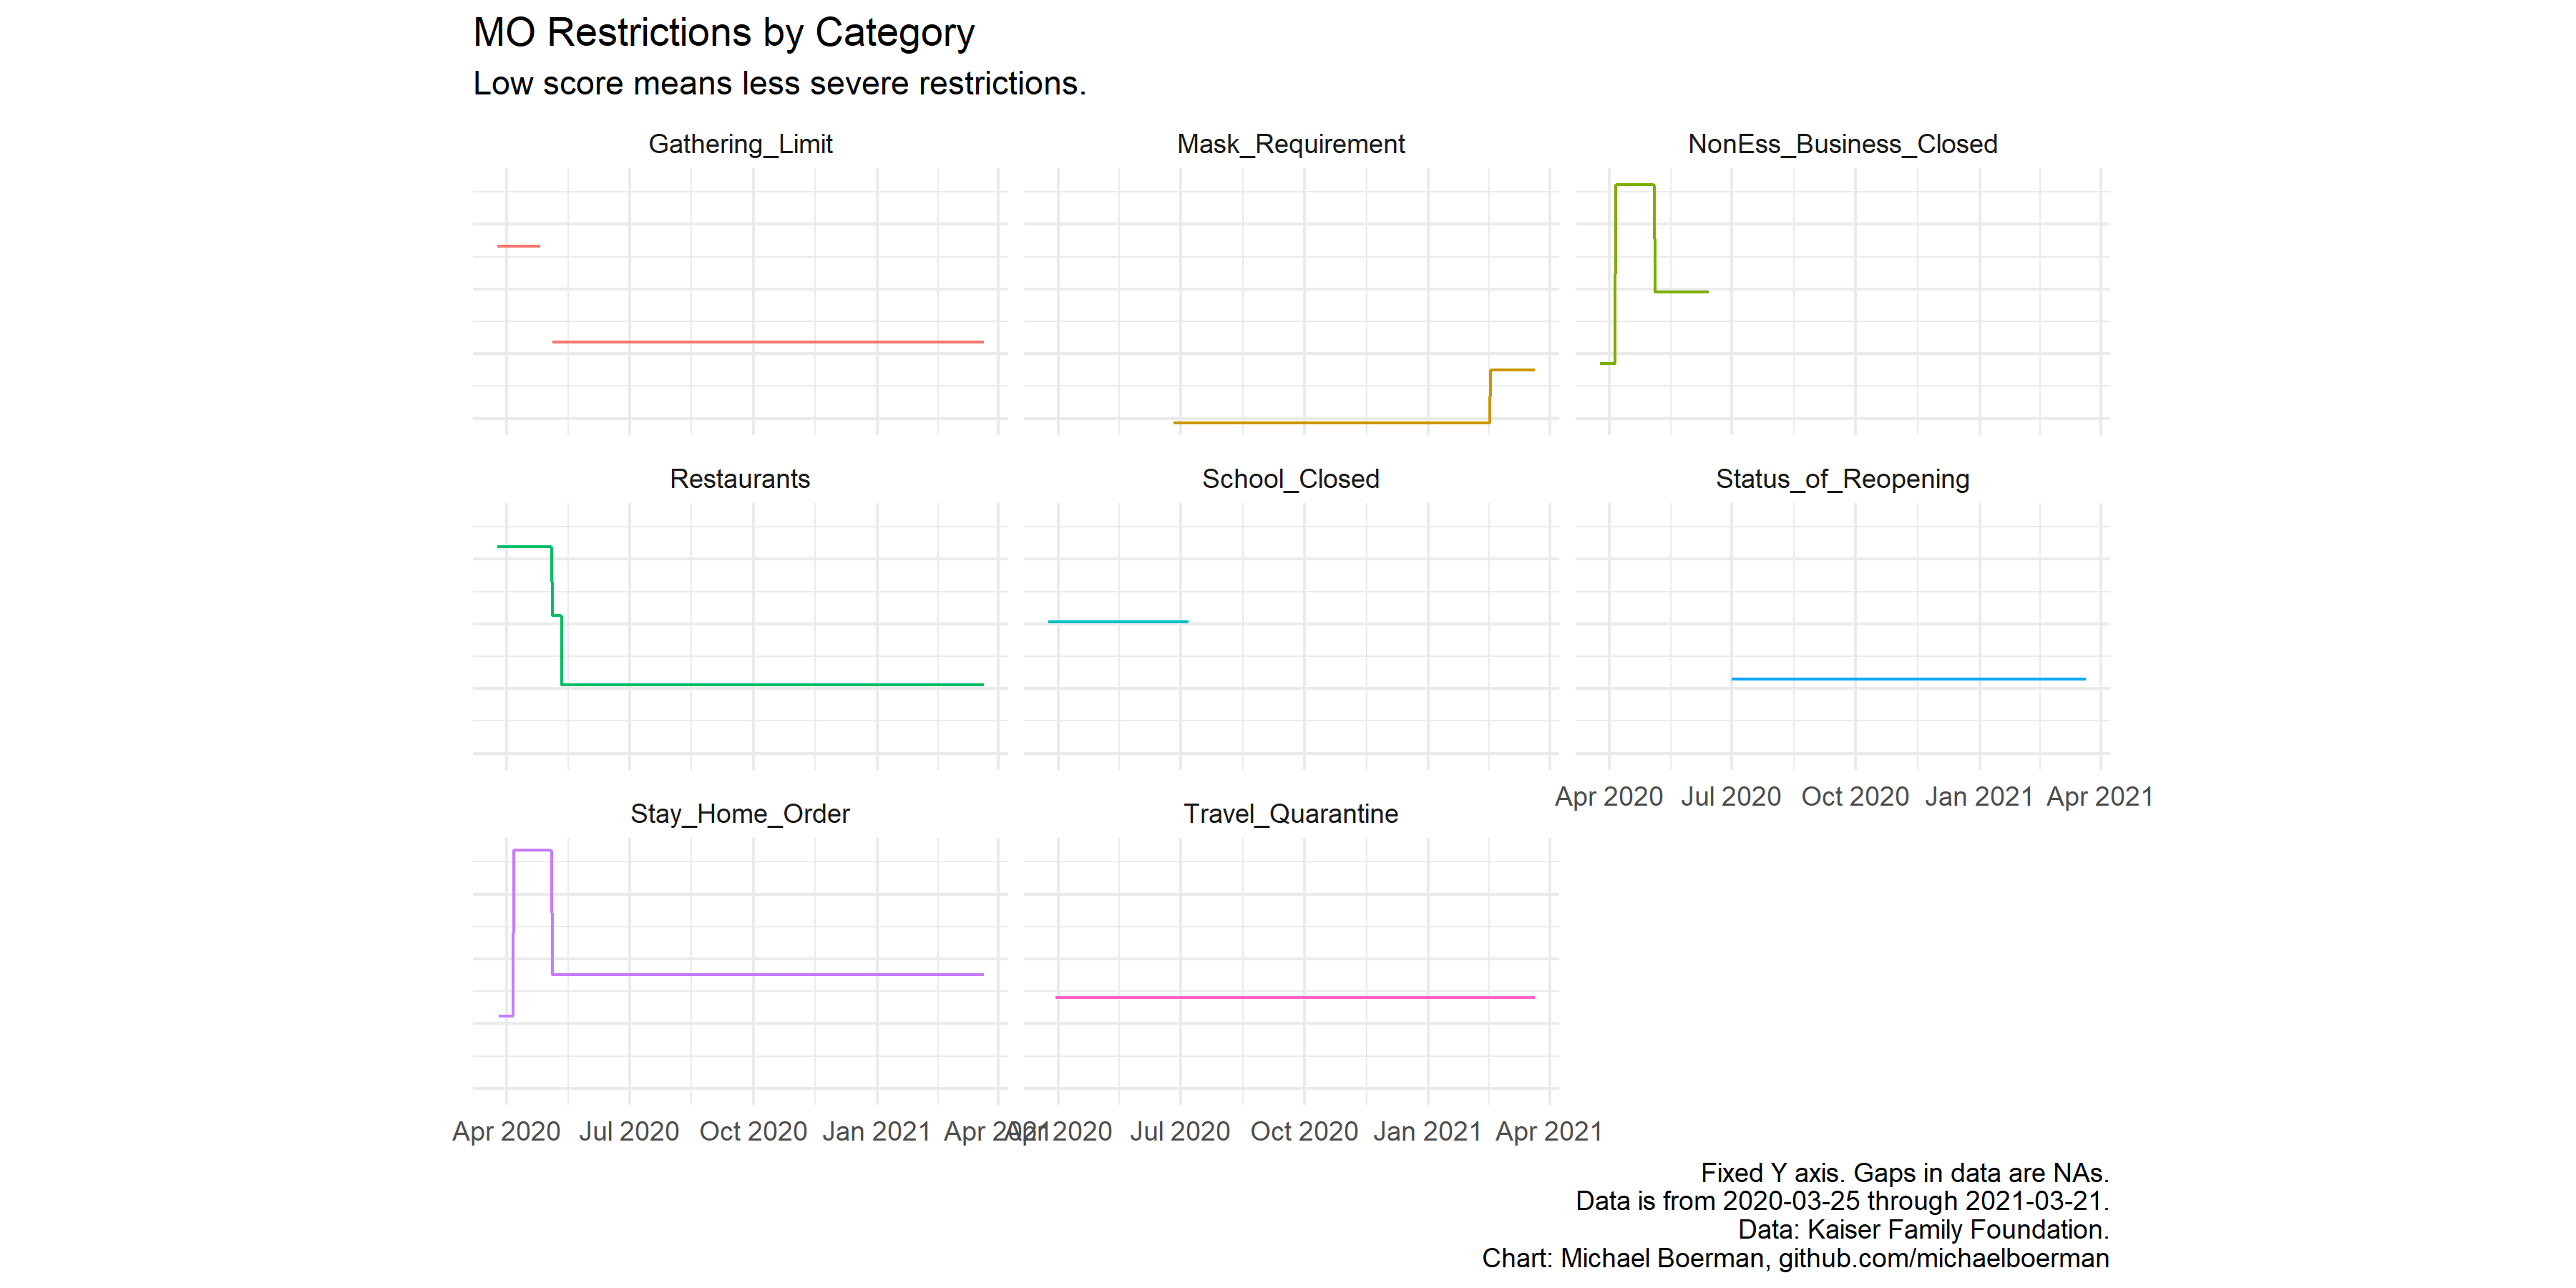 MO Restrictions by Category
Low score means less severe restrictions.
Gathering_Limit
Mask_Requirement
NonEss_Business_Closed
Restaurants
School_Closed
Status_of_Reopening
Apr 2020 Jul 2020 Oct 2020 Jan 2021 Apr 2021
Stay_Home_Order
Travel_Quarantine
Apr 2020 Jul 2020 Oct 2020 Jan 2021 Apr 2021
Apr 2020 Jul 2020 Oct 2020 Jan 2021 Apr 2021
Fixed Y axis. Gaps in data are NAs.
Data is from 2020-03-25 through 2021-03-21.
Data: Kaiser Family Foundation.
Chart: Michael Boerman, github.com/michaelboerman